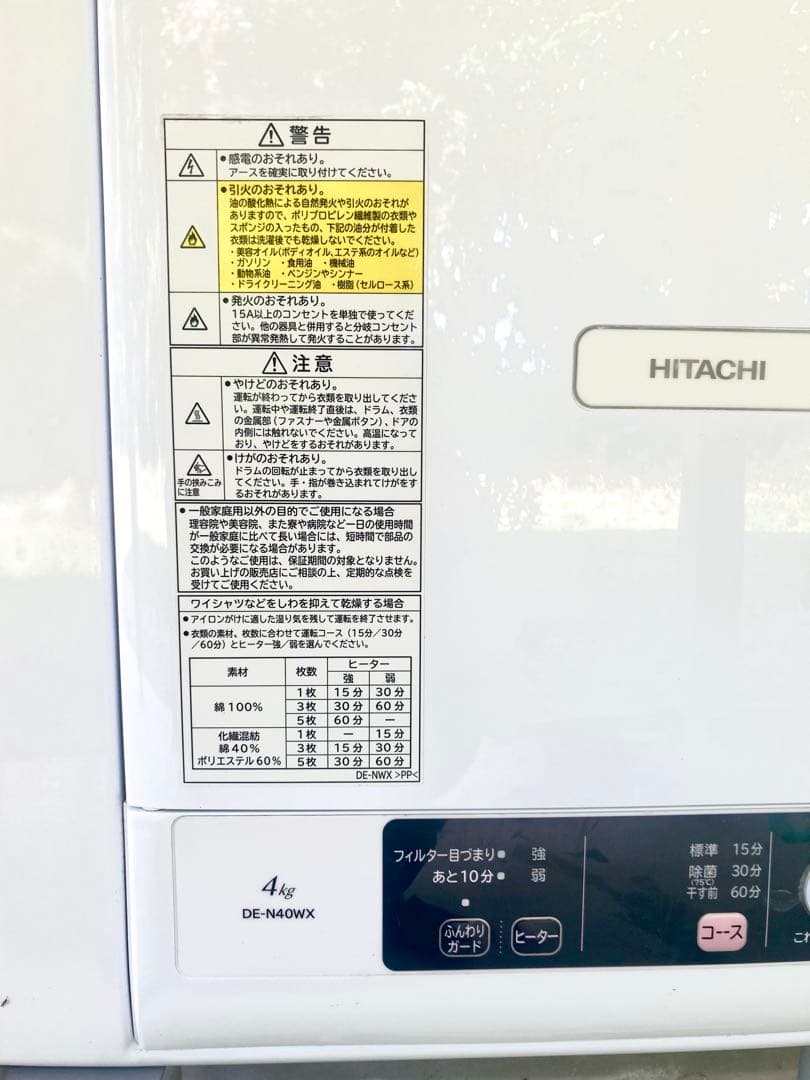 警告
●感電のおそれあり。
アースを確実に取り付けてください。
●引火のおそれあり。
油の酸化熱による自然発火や引火のおそれが
ありますので、ポリプロピレン繊維製の衣類や
スポンジの入ったもの、下記の油分が付着した
衣類は洗濯後でも乾燥しないでください。
・美容オイル(ボディオイル、エステ系のオイルなど)
・ガソリン ・食用油 ・機械油
・動物系油 ・ベンジンやシンナー
・ドライクリーニング油 ・樹脂(セルロース系)
●発火のおそれあり。
15A以上のコンセントを単独で使ってくだ
さい。他の器具と併用すると分岐コンセント
部が異常発熱して発火することがあります。
注意
●やけどのおそれあり。
運転が終わってから衣類を取り出してくださ
い。運転中や運転終了直後は、ドラム、衣類
の金属部(ファスナーや金属ボタン)、ドアの
内側には触れないでください。高温になって
おり、やけどをするおそれがあります。
手の挟みこみ
に注意
●けがのおそれあり。
ドラムの回転が止まってから衣類を取り出し
てください。手・指が巻き込まれてけがをす
るおそれがあります。
●一般家庭用以外の目的でご使用になる場合
理容院や美容院、また寮や病院など一日の使用時間
が一般家庭に比べて長い場合には、短時間で部品の
交換が必要になる場合があります。
このようなご使用は、保証期間の対象となりません。
お買い上げの販売店にご相談の上、定期的な点検を
受けてご使用ください。
ワイシャツなどをしわを抑えて乾燥する場合
●アイロンがけに適した湿り気を残して運転を終了させます。
●衣類の素材、枚数に合わせて運転コース(15分/30分
/60分)とヒーター強/弱を選んでください。
素材 枚数 ヒーター
強 弱
綿100% 1枚 15分 30分
3枚 30分 60分
5枚 60分 ー
化繊混紡 1枚 ー 15分
綿40% 3枚 15分 30分
ポリエステル60% 5枚 30分 60分
DE-NWX >PP<
HITACHI
4kg
DE-N40WX
フィルター目づまり 強
あと10分 弱
ふんわり
ガード
ヒーター
標準 15分
除菌 30分
(75℃)
干す前 60分
コース
これ